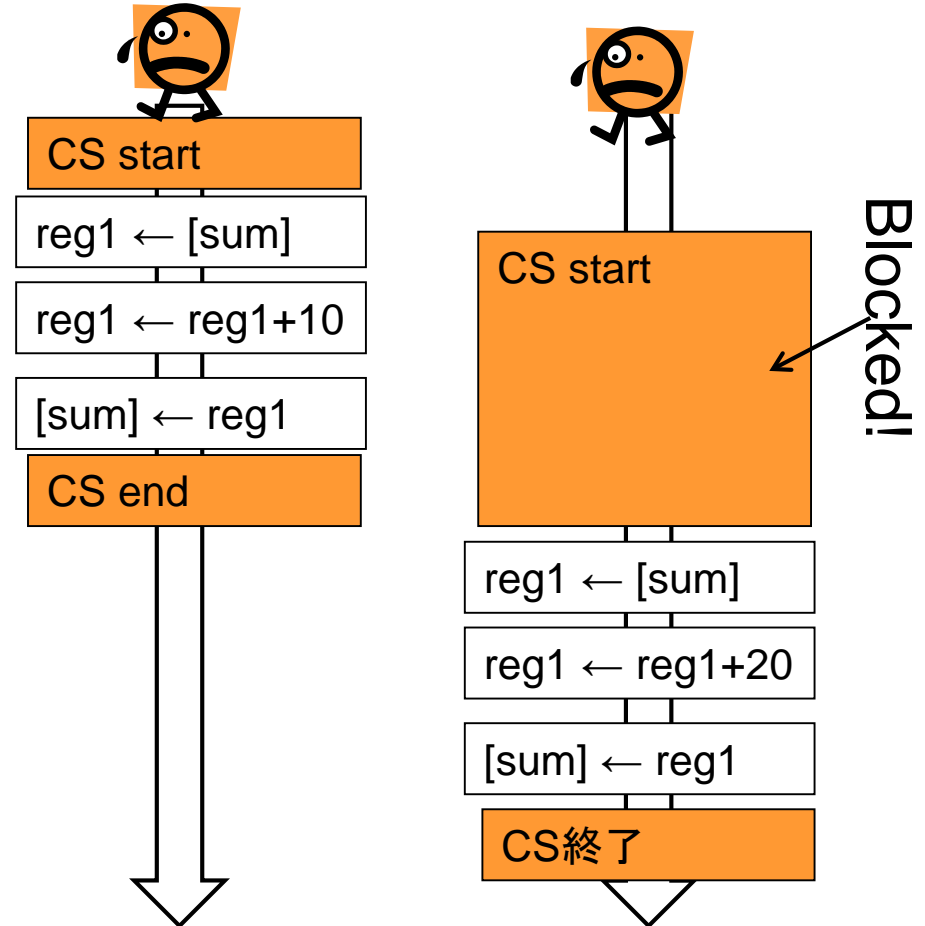 CS start
reg1 ← [sum]
reg1 ← reg1+10
[sum] ← reg1
CS end
CS start
Blocked!
reg1 ← [sum]
reg1 ← reg1+20
[sum] ← reg1
CS終了